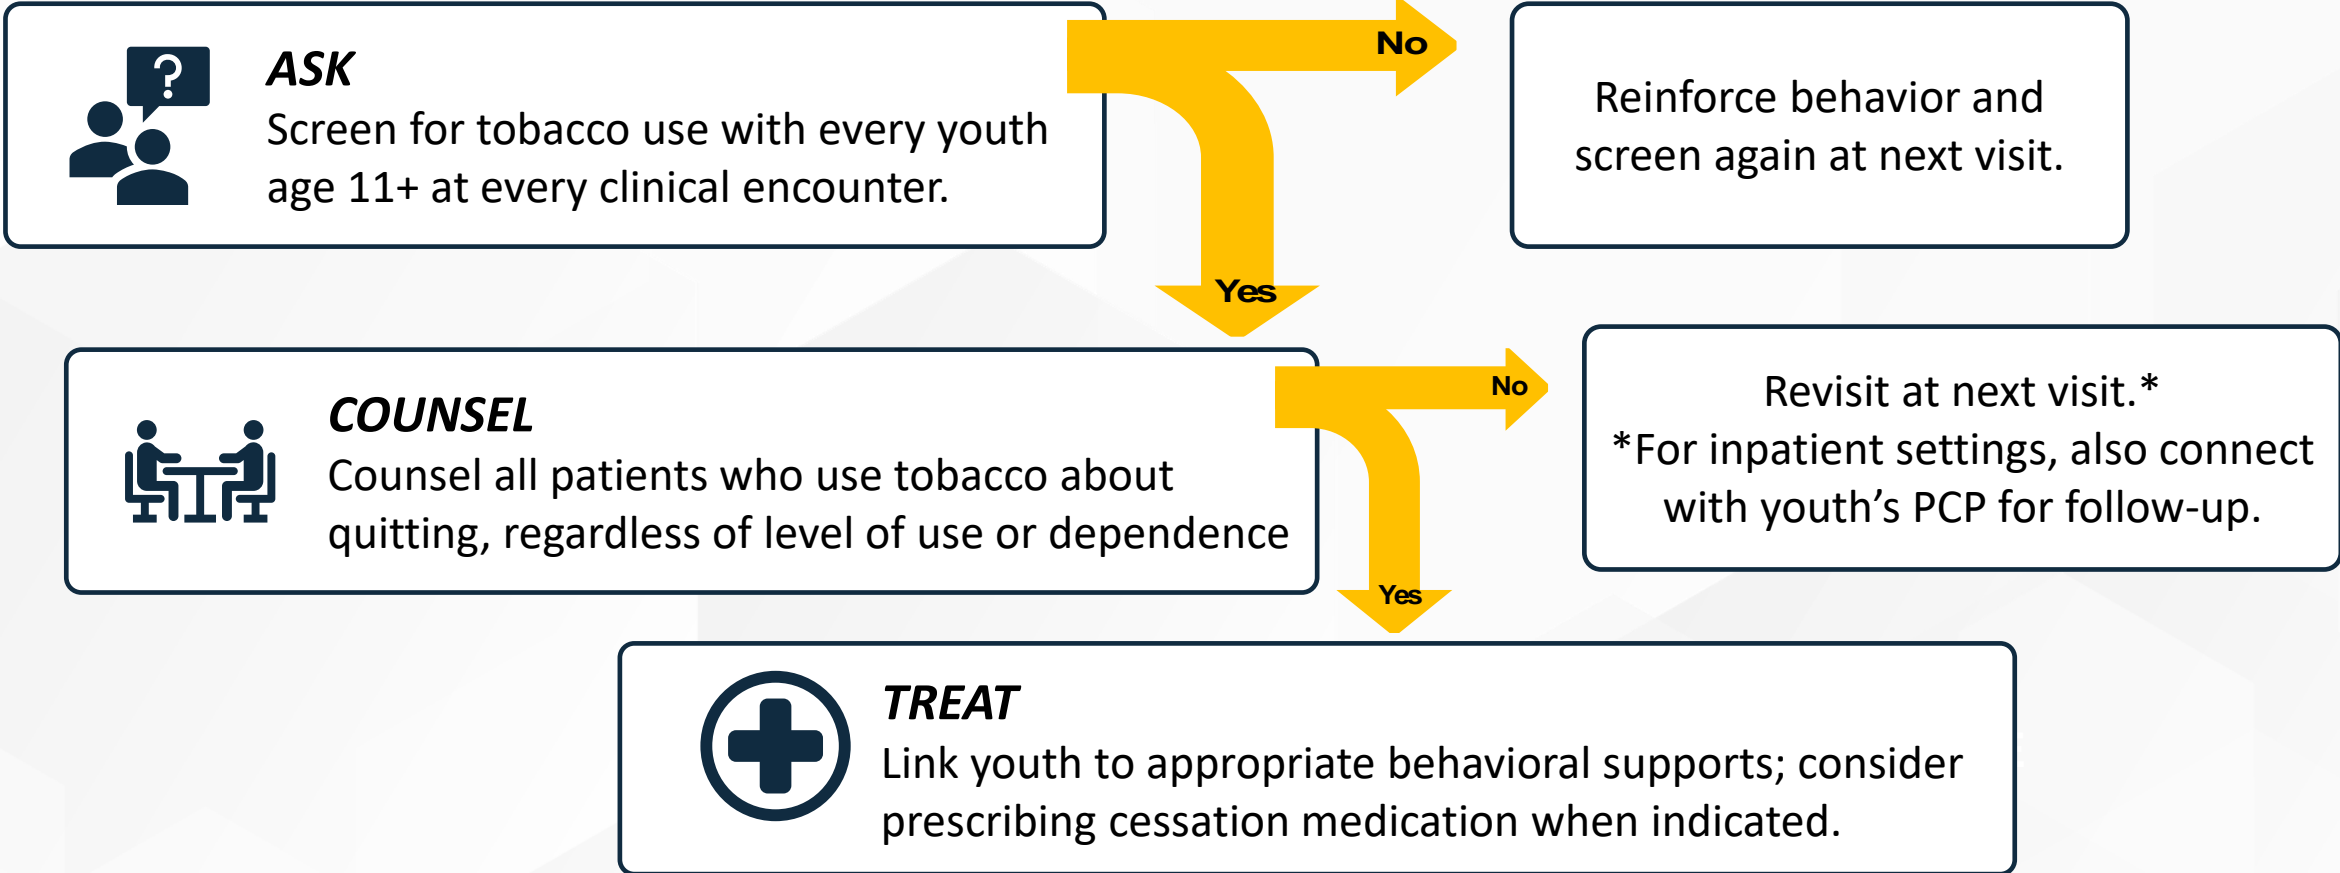 ASK
Screen for tobacco use with every youth
age 11+ at every clinical encounter.
No
Reinforce behavior and
screen again at next visit.
Yes
COUNSEL
Counsel all patients who use tobacco about
quitting, regardless of level of use or dependence
No
Revisit at next visit.*
*For inpatient settings, also connect
with youth’s PCP for follow-up.
Yes
TREAT
Link youth to appropriate behavioral supports; consider
prescribing cessation medication when indicated.